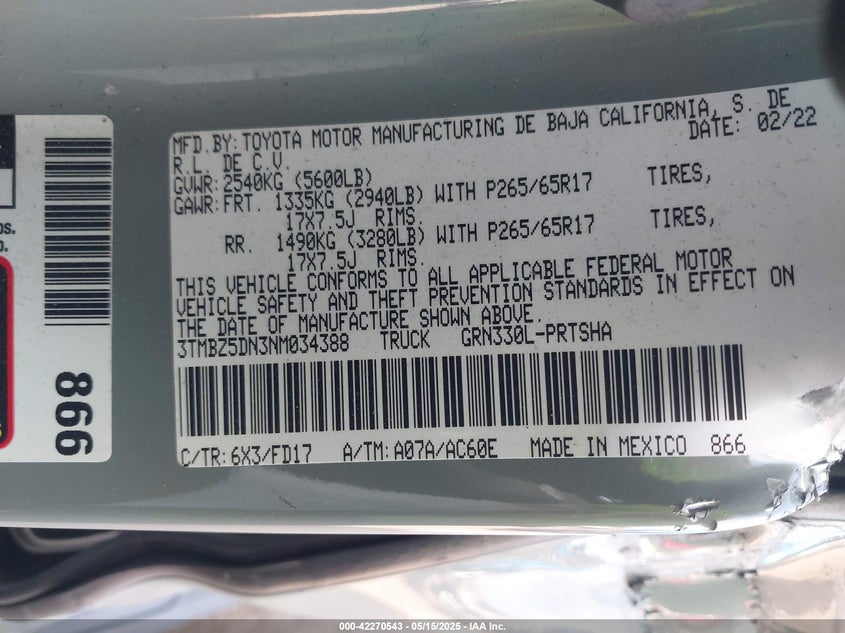 MFD.BY: TOYOTA MOTOR MANUFACTURING DE BAJA CALIFORNIA, S. DE
R.L. DE C.V. DATE: 02/22
GVWR: 2540KG (5600LB)
GAWR: FRT. 1335KG (2940LB) WITH P265/65R17 TIRES,
17X7.5J RIMS.
RR. 1490KG (3280LB) WITH P265/65R17 TIRES,
17X7.5J RIMS.
THIS VEHICLE CONFORMS TO ALL APPLICABLE FEDERAL MOTOR
VEHICLE SAFETY AND THEFT PREVENTION STANDARDS IN EFFECT ON
THE DATE OF MANUFACTURE SHOWN ABOVE.
3TMBZ5DN3NM034388 TRUCK GRN330L-PRTSHA
C/TR: 6X3/FD17 A/TM: A07A/AC60E MADE IN MEXICO 866
866
000-42270543 - 05/15/2025 - IAA Inc.